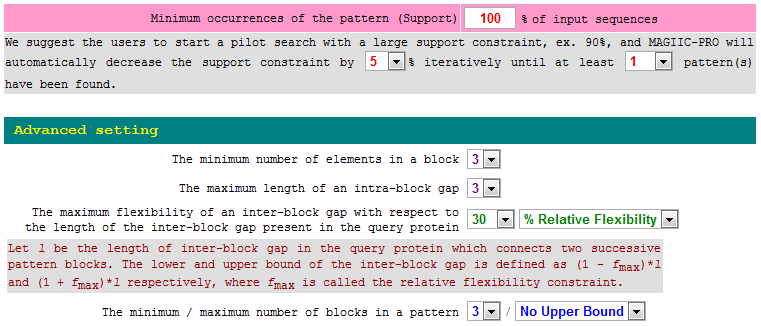 Minimum occurrences of the pattern (Support) 100 % of input sequences
We suggest the users to start a pilot search with a large support constraint, ex. 90%, and MAGIIC-PRO will
automatically decrease the support constraint by 5 % iteratively until at least 1 pattern(s)
have been found.
Advanced setting
The minimum number of elements in a block 3
The maximum length of an intra-block gap 3
The maximum flexibility of an inter-block gap with respect to
the length of the inter-block gap present in the query protein 30 % Relative Flexibility
Let l be the length of inter-block gap in the query protein which connects two successive
pattern blocks. The lower and upper bound of the inter-block gap is defined as (1 - fmax)*l
and (1 + fmax)*l respectively, where fmax is called the relative flexibility constraint.
The minimum / maximum number of blocks in a pattern 3 / No Upper Bound